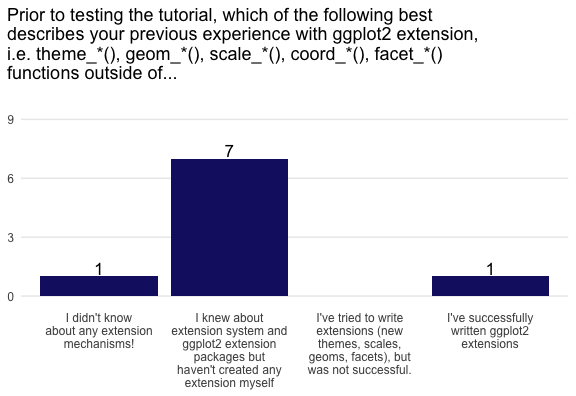 Prior to testing the tutorial, which of the following best
describes your previous experience with ggplot2 extension,
i.e. theme_*(), geom_*(), scale_*(), coord_*(), facet_*()
functions outside of...
9
6
3
0
1
7
1
I didn't know
about any extension
mechanisms!
I knew about
extension system and
ggplot2 extension
packages but
haven't created any
extension myself
I've tried to write
extensions (new
themes, scales,
geoms, facets), but
was not successful.
I've successfully
written ggplot2
extensions